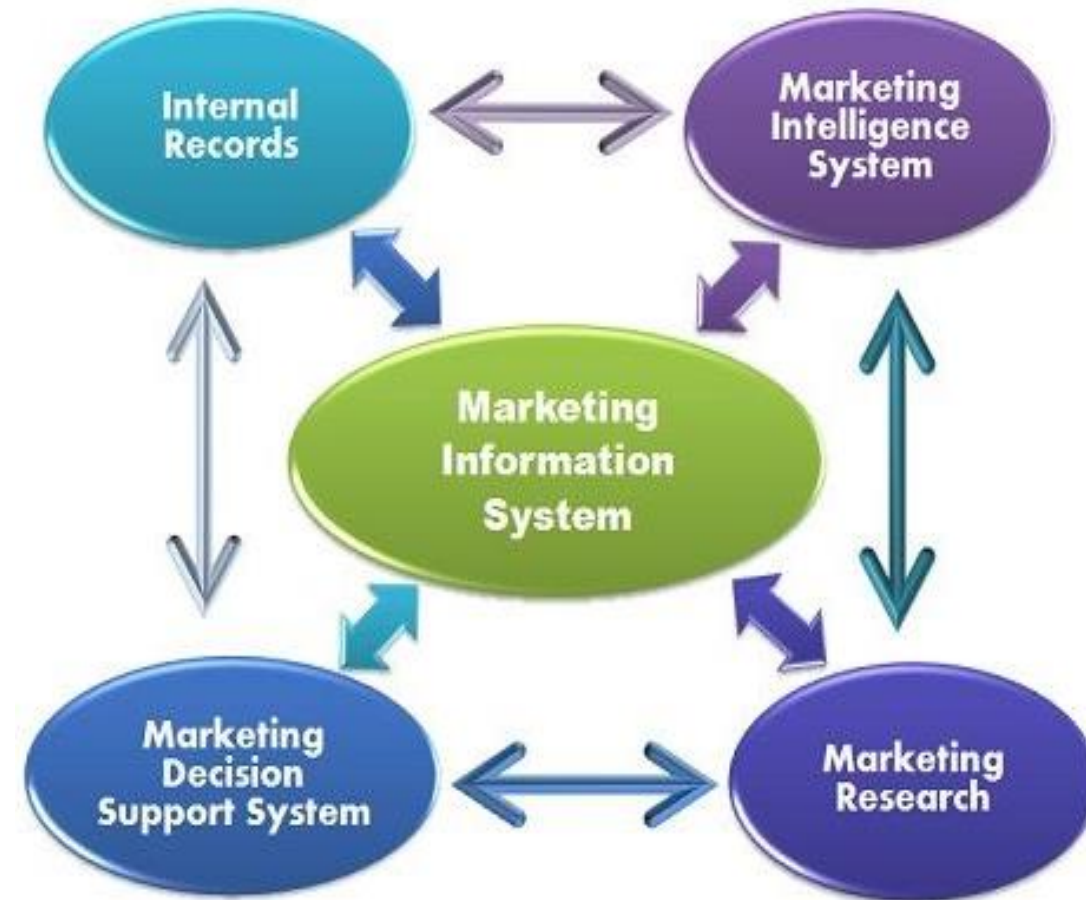 Internal
Records
Marketing
Intelligence
System
Marketing
Information
System
Marketing
Decision
Support System
Marketing
Research